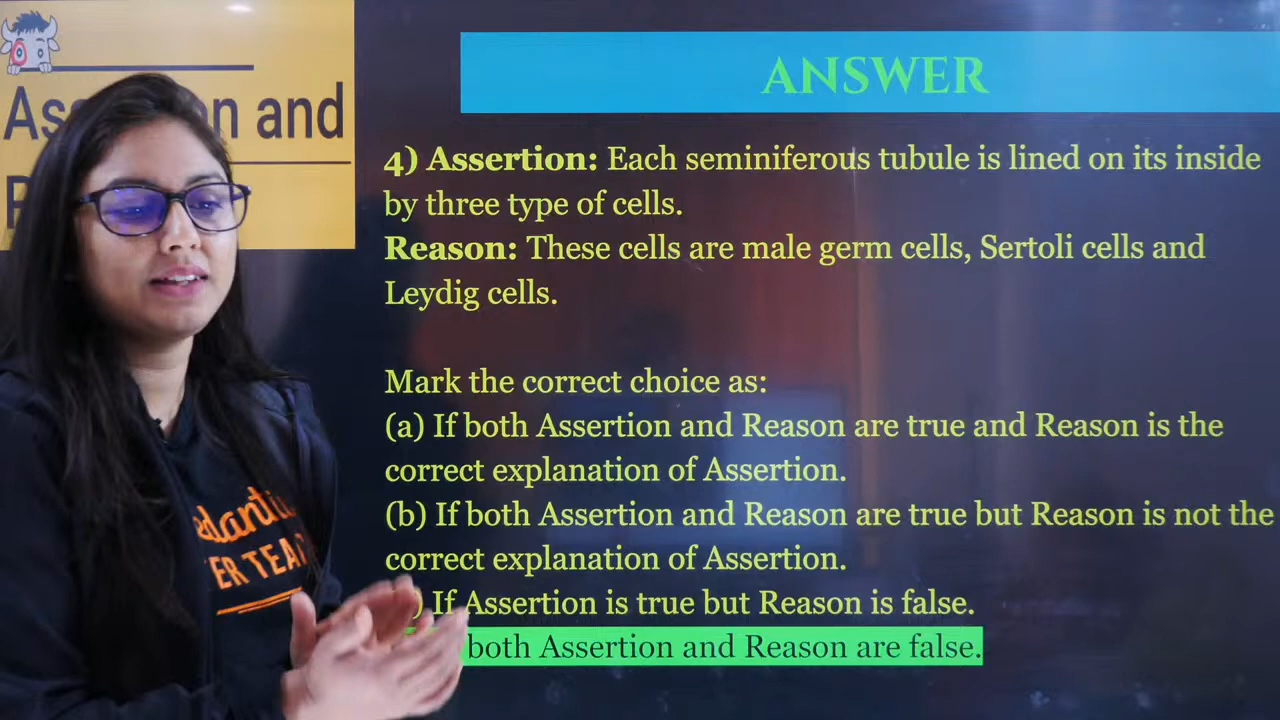 and
ANSWER
4) Assertion: Each seminiferous tubule is lined on its inside
by three type of cells.
Reason: These cells are male germ cells, Sertoli cells and
Leydig cells.
Mark the correct choice as:
(a) If both Assertion and Reason are true and Reason is the
correct explanation of Assertion.
(b) If both Assertion and Reason are true but Reason is not the
correct explanation of Assertion.
If Assertion is true but Reason is false.
both Assertion and Reason are false.